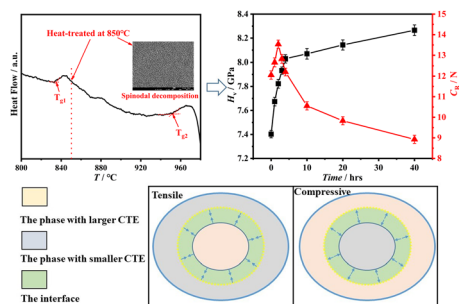 Heat-treated at 850℃
Heat Flow / a.u.
Spinodal decomposition
Tg1
Tg2
800 840 880 920 960
T / °C
8.4
8.2
8.0
7.8
7.6
7.4
7.2
Hv / GPa
15
14
13
12
11
10
9
8
CR / N
0 10 20 30 40
Time / hrs
The phase with larger CTE
The phase with smaller CTE
The interface
Tensile
Compressive